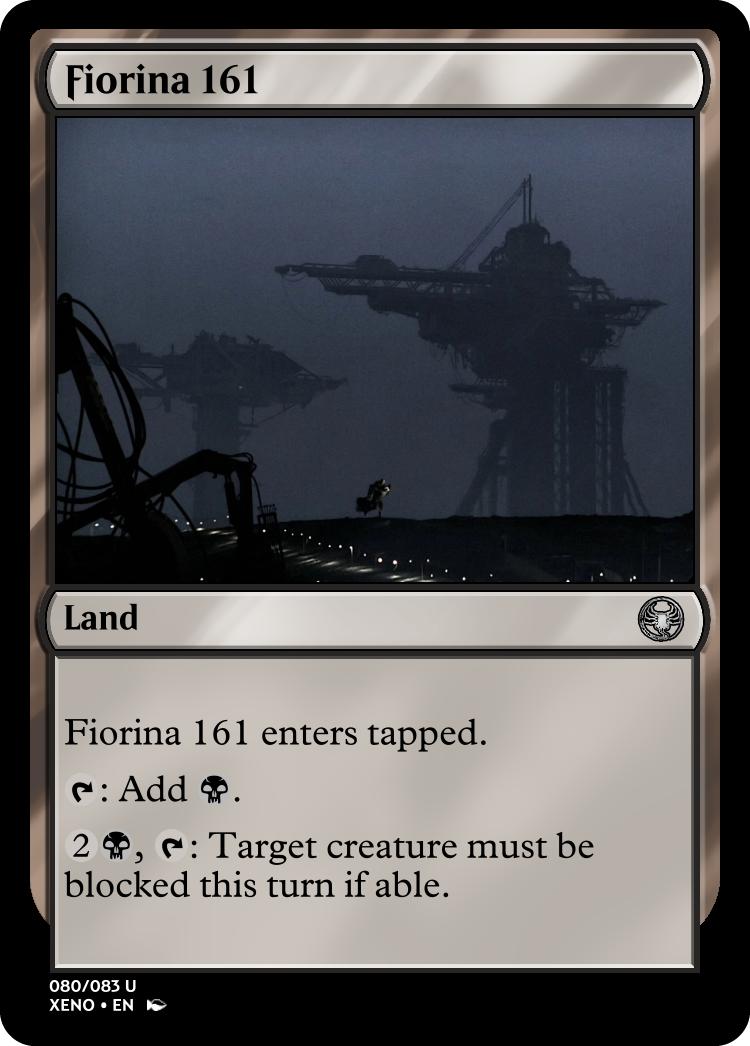 Fiorina 161
Land
Fiorina 161 enters tapped.
: Add .
2 , : Target creature must be
blocked this turn if able.
080/083 U
XENO • EN